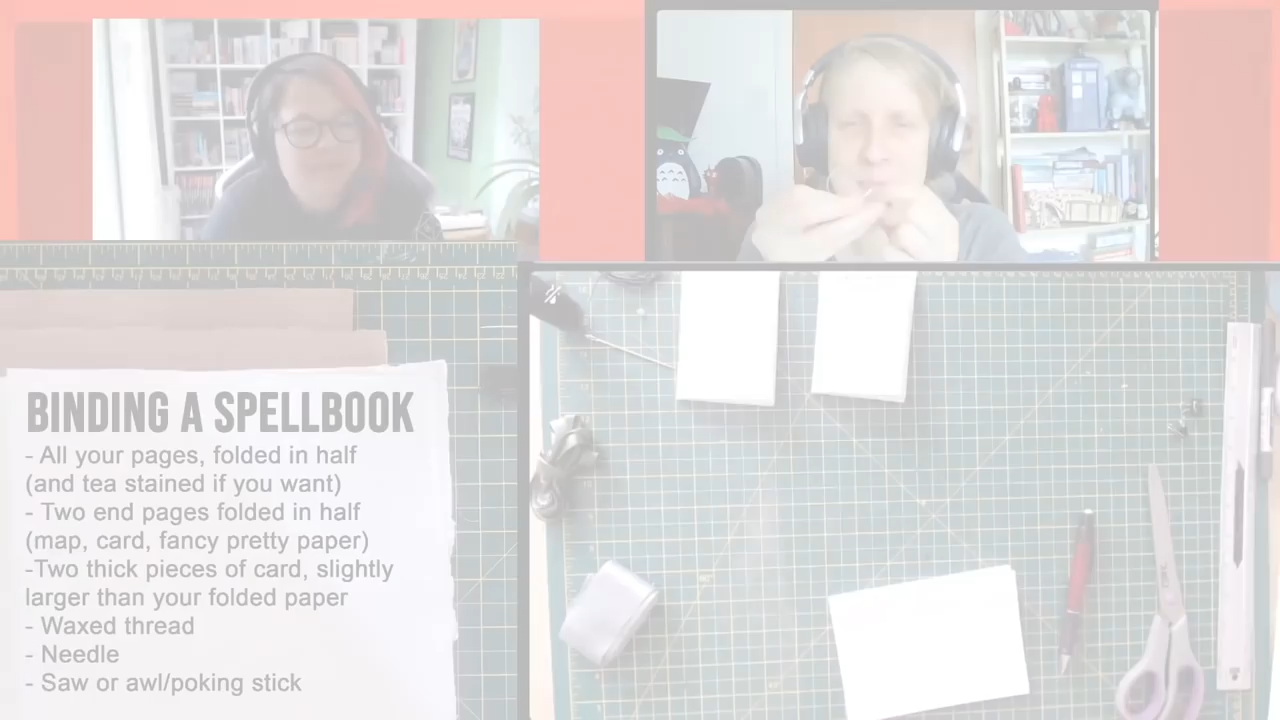 BINDING A SPELLBOOK
- All your pages, folded in half
(and tea stained if you want)
- Two end pages folded in half
(map, card, fancy pretty paper)
-Two thick pieces of card, slightly
larger than your folded paper
- Waxed thread
- Needle
- Saw or awl/poking stick